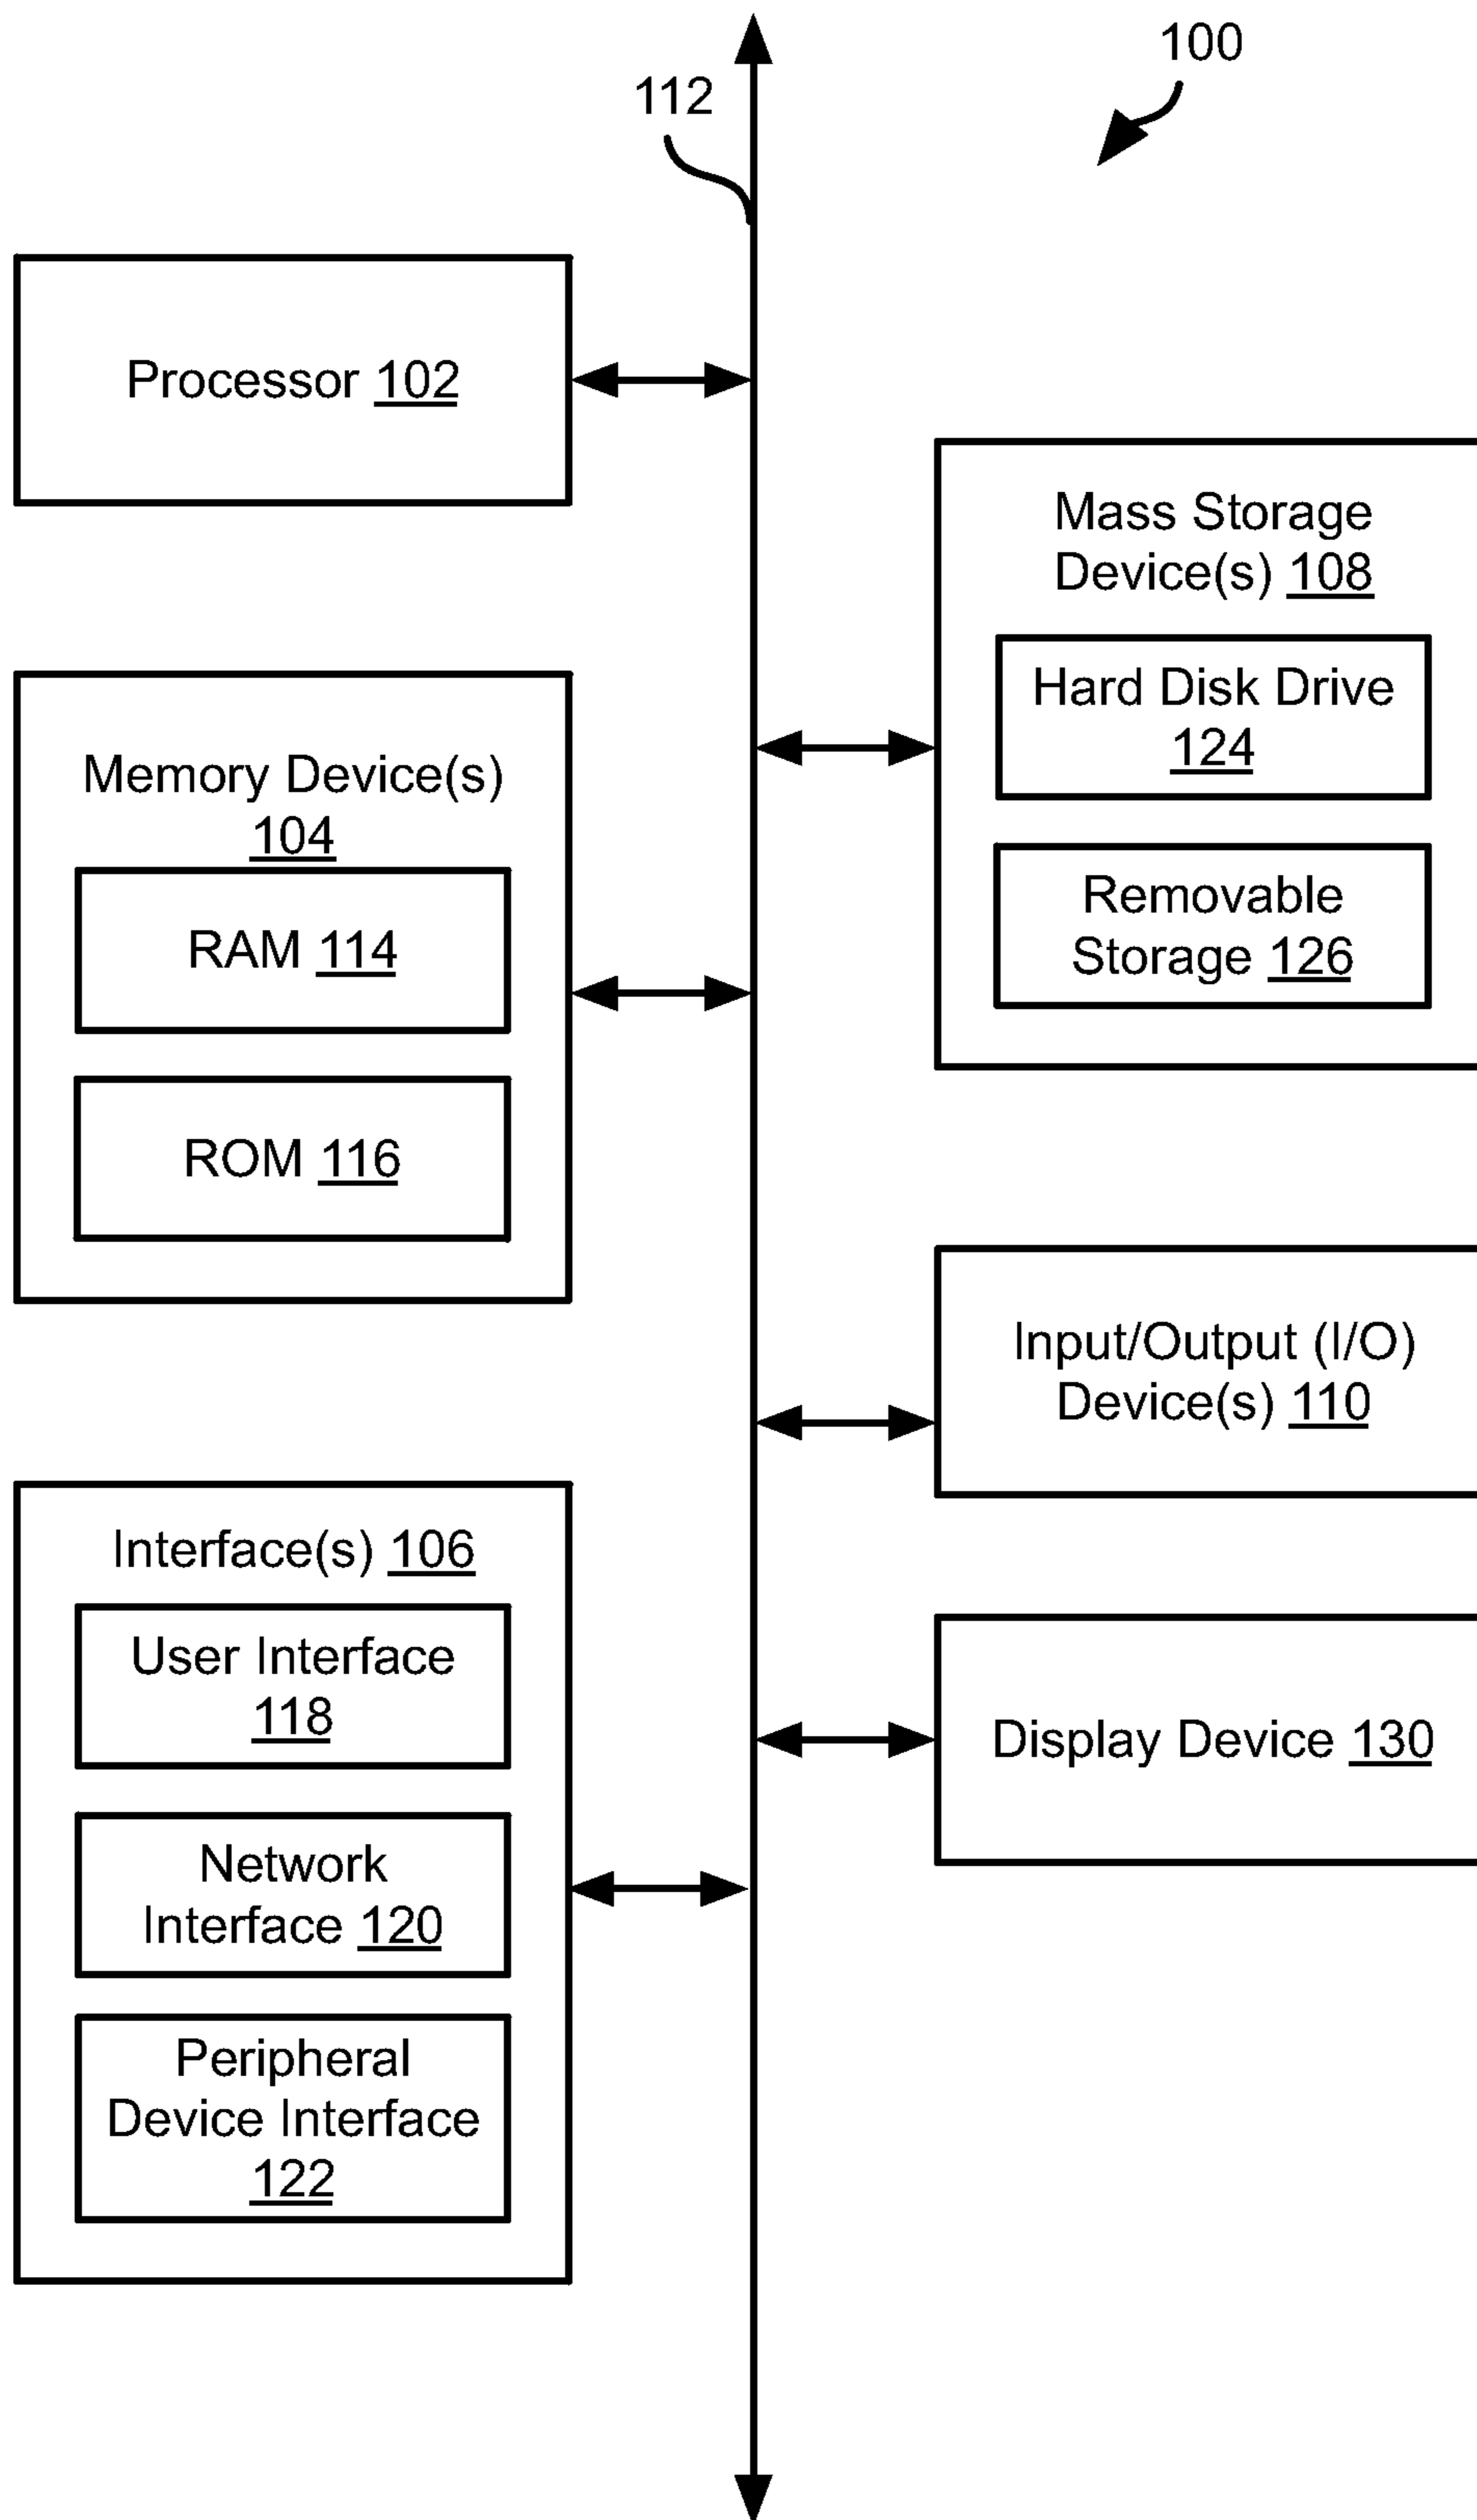 100
112
Processor 102
Mass Storage
Device(s) 108
Hard Disk Drive
124
Removable
Storage 126
Memory Device(s)
104
RAM 114
ROM 116
Input/Output (I/O)
Device(s) 110
Interface(s) 106
User Interface
118
Network
Interface 120
Peripheral
Device Interface
122
Display Device 130